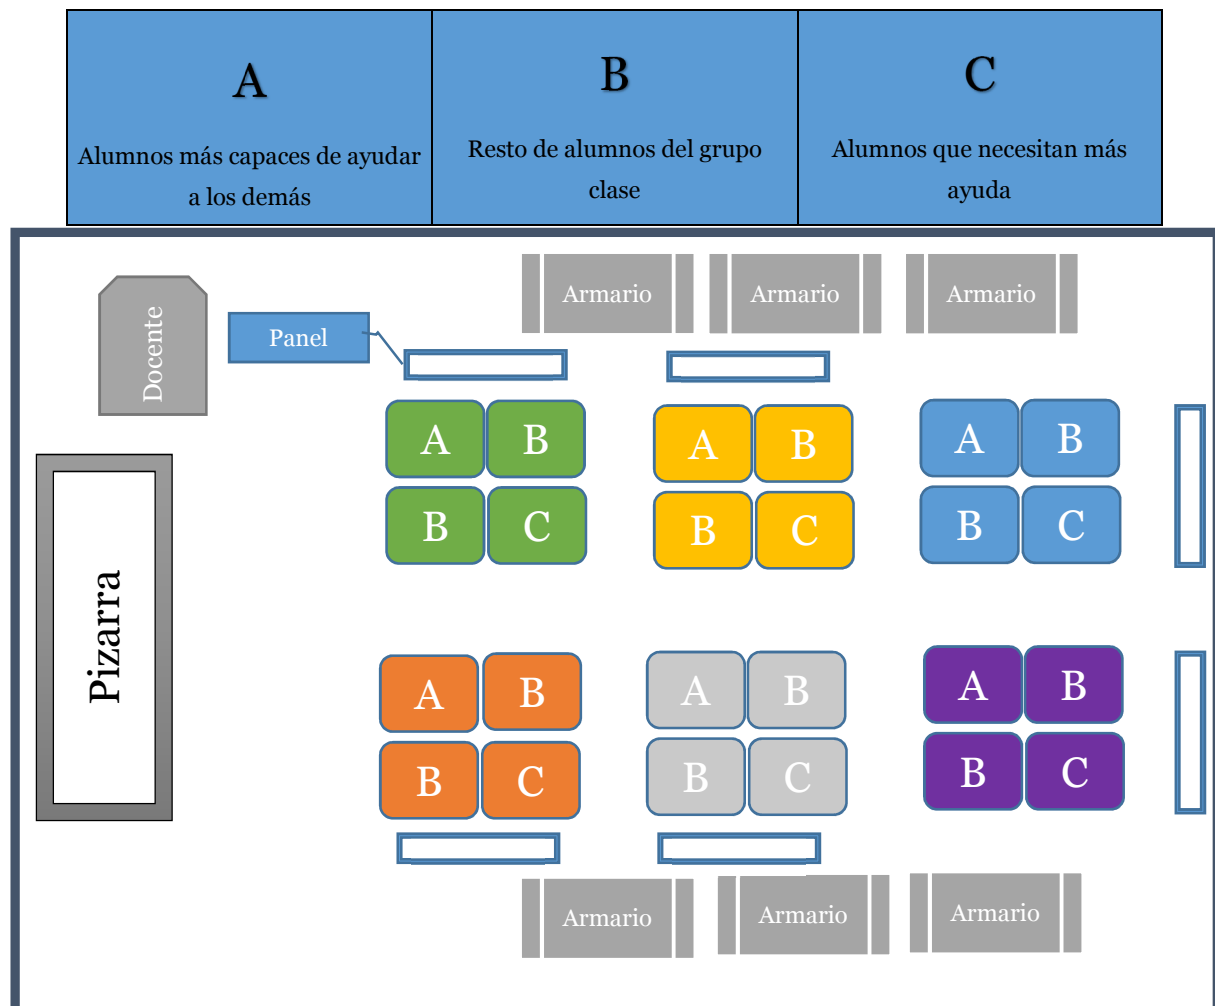 A
Alumnos más capaces de ayudar
a los demás
B
Resto de alumnos del grupo
clase
C
Alumnos que necesitan más
ayuda
Docente
Panel
Armario
Armario
Armario
A B
B C
A B
B C
A B
B C
Pizarra
A B
B C
A B
B C
A B
B C
Armario
Armario
Armario